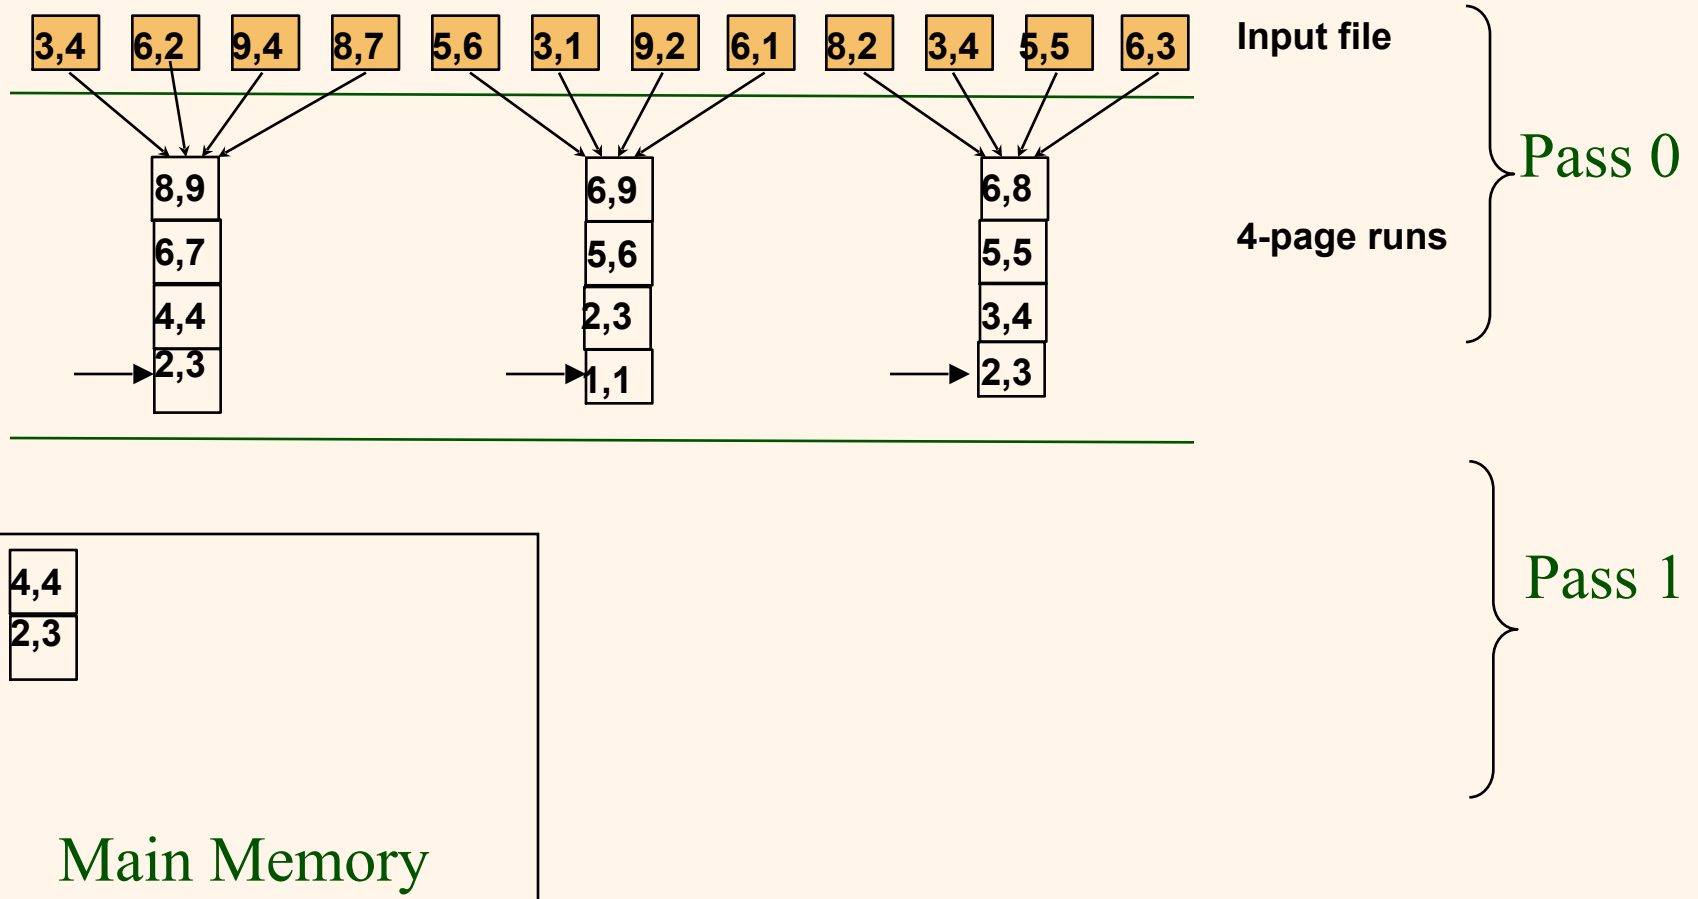 3,4 6,2 9,4 8,7 5,6 3,1 9,2 6,1 8,2 3,4 5,5 6,3 Input file
Pass 0
8,9 6,9 6,8
4-page runs
6,7 5,6 5,5
4,4 2,3 3,4
2,3 1,1 2,3
4,4
Pass 1
2,3
Main Memory